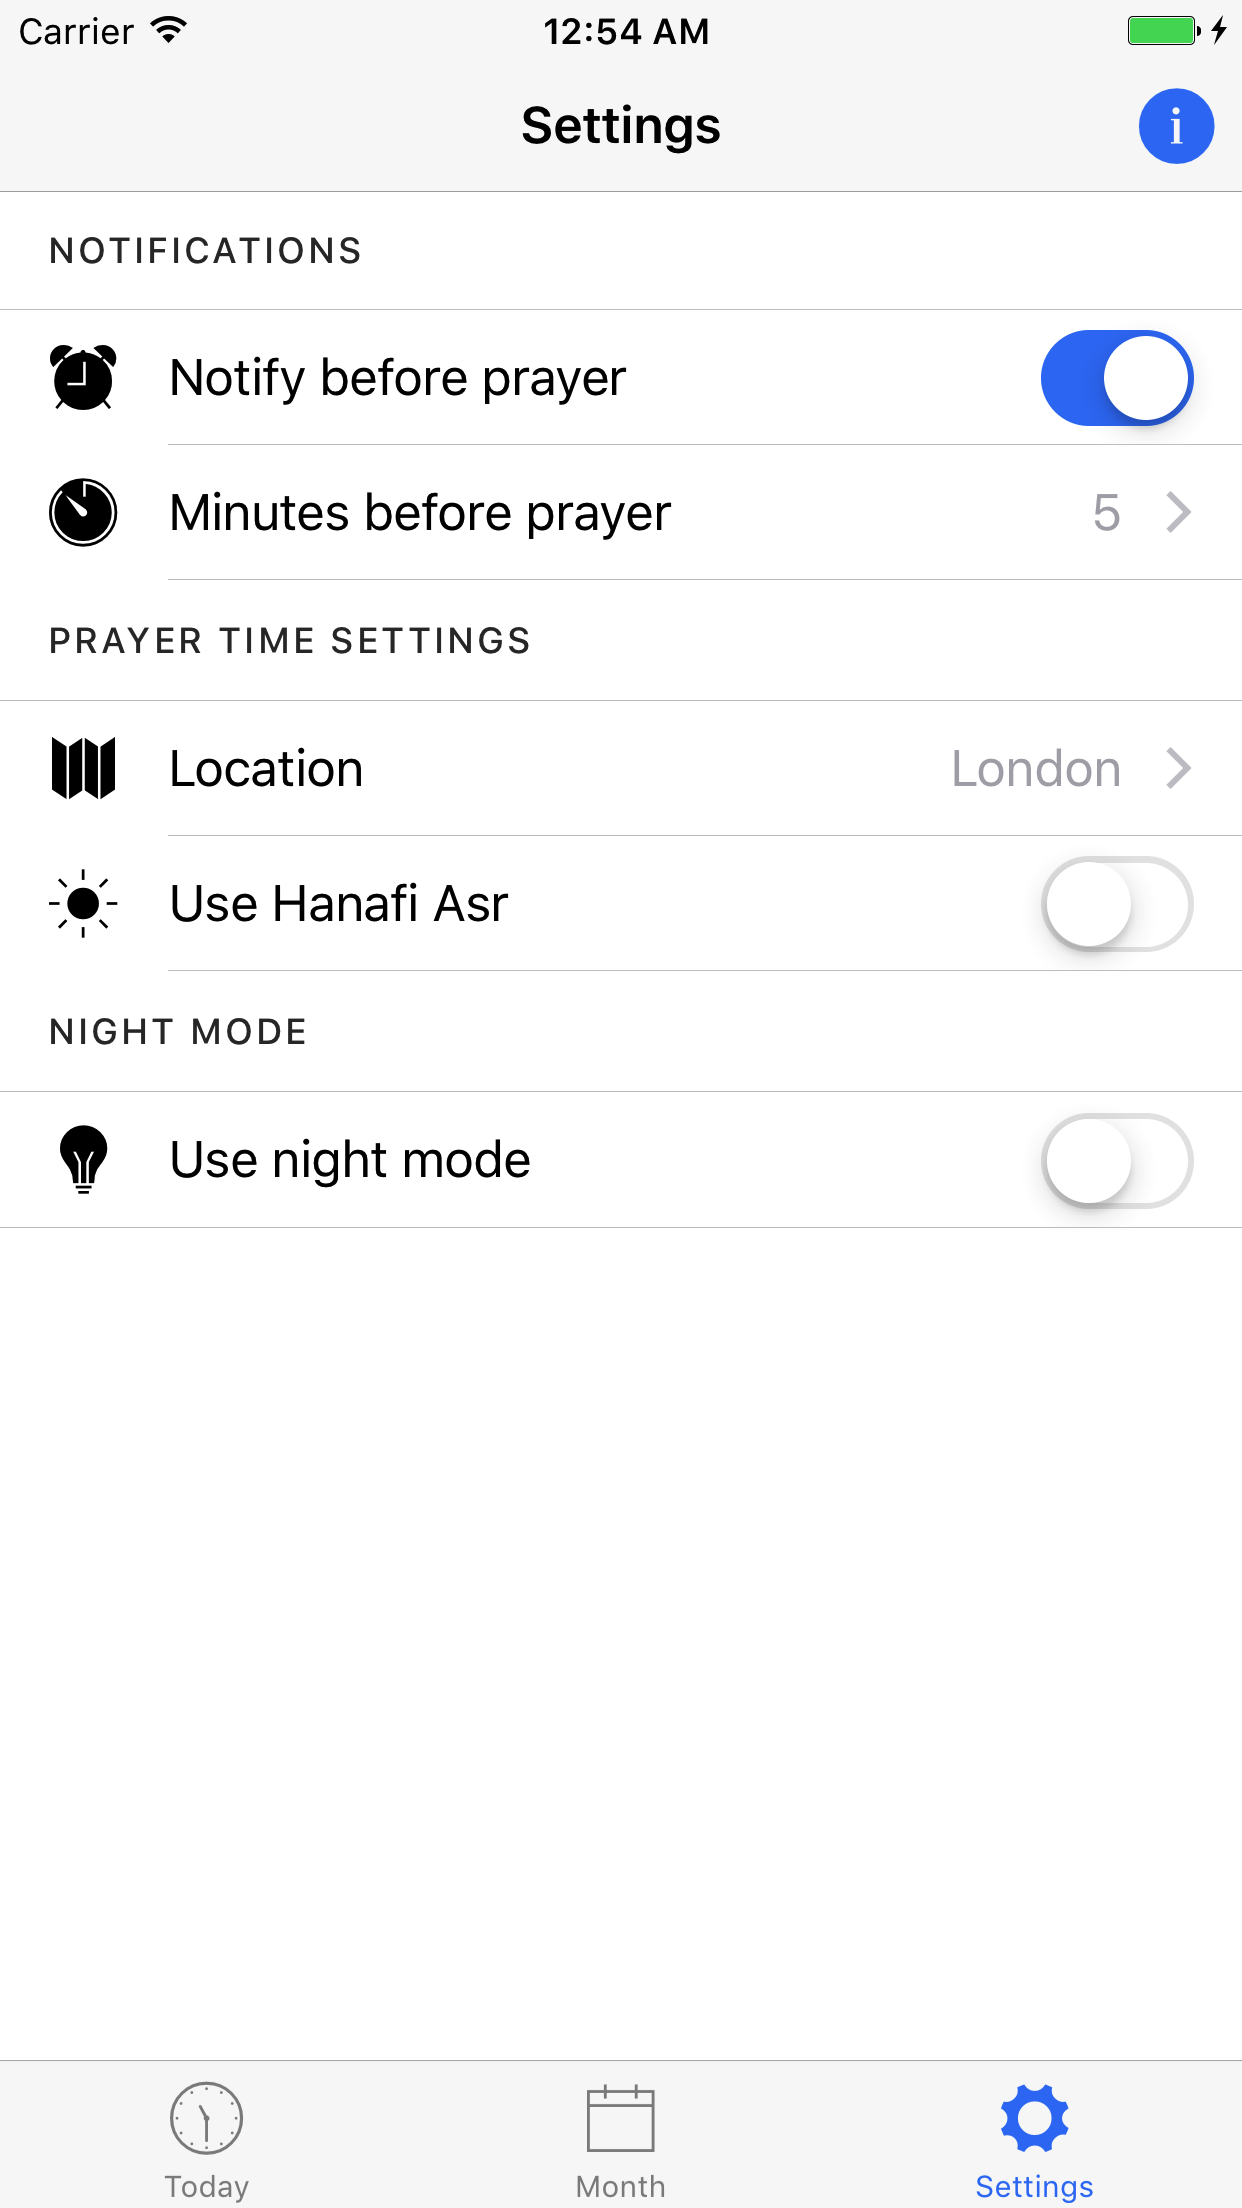 Carrier 12:54 AM
Settings
NOTIFICATIONS
Notify before prayer
Minutes before prayer 5
PRAYER TIME SETTINGS
Location London
Use Hanafi Asr
NIGHT MODE
Use night mode
Today Month Settings